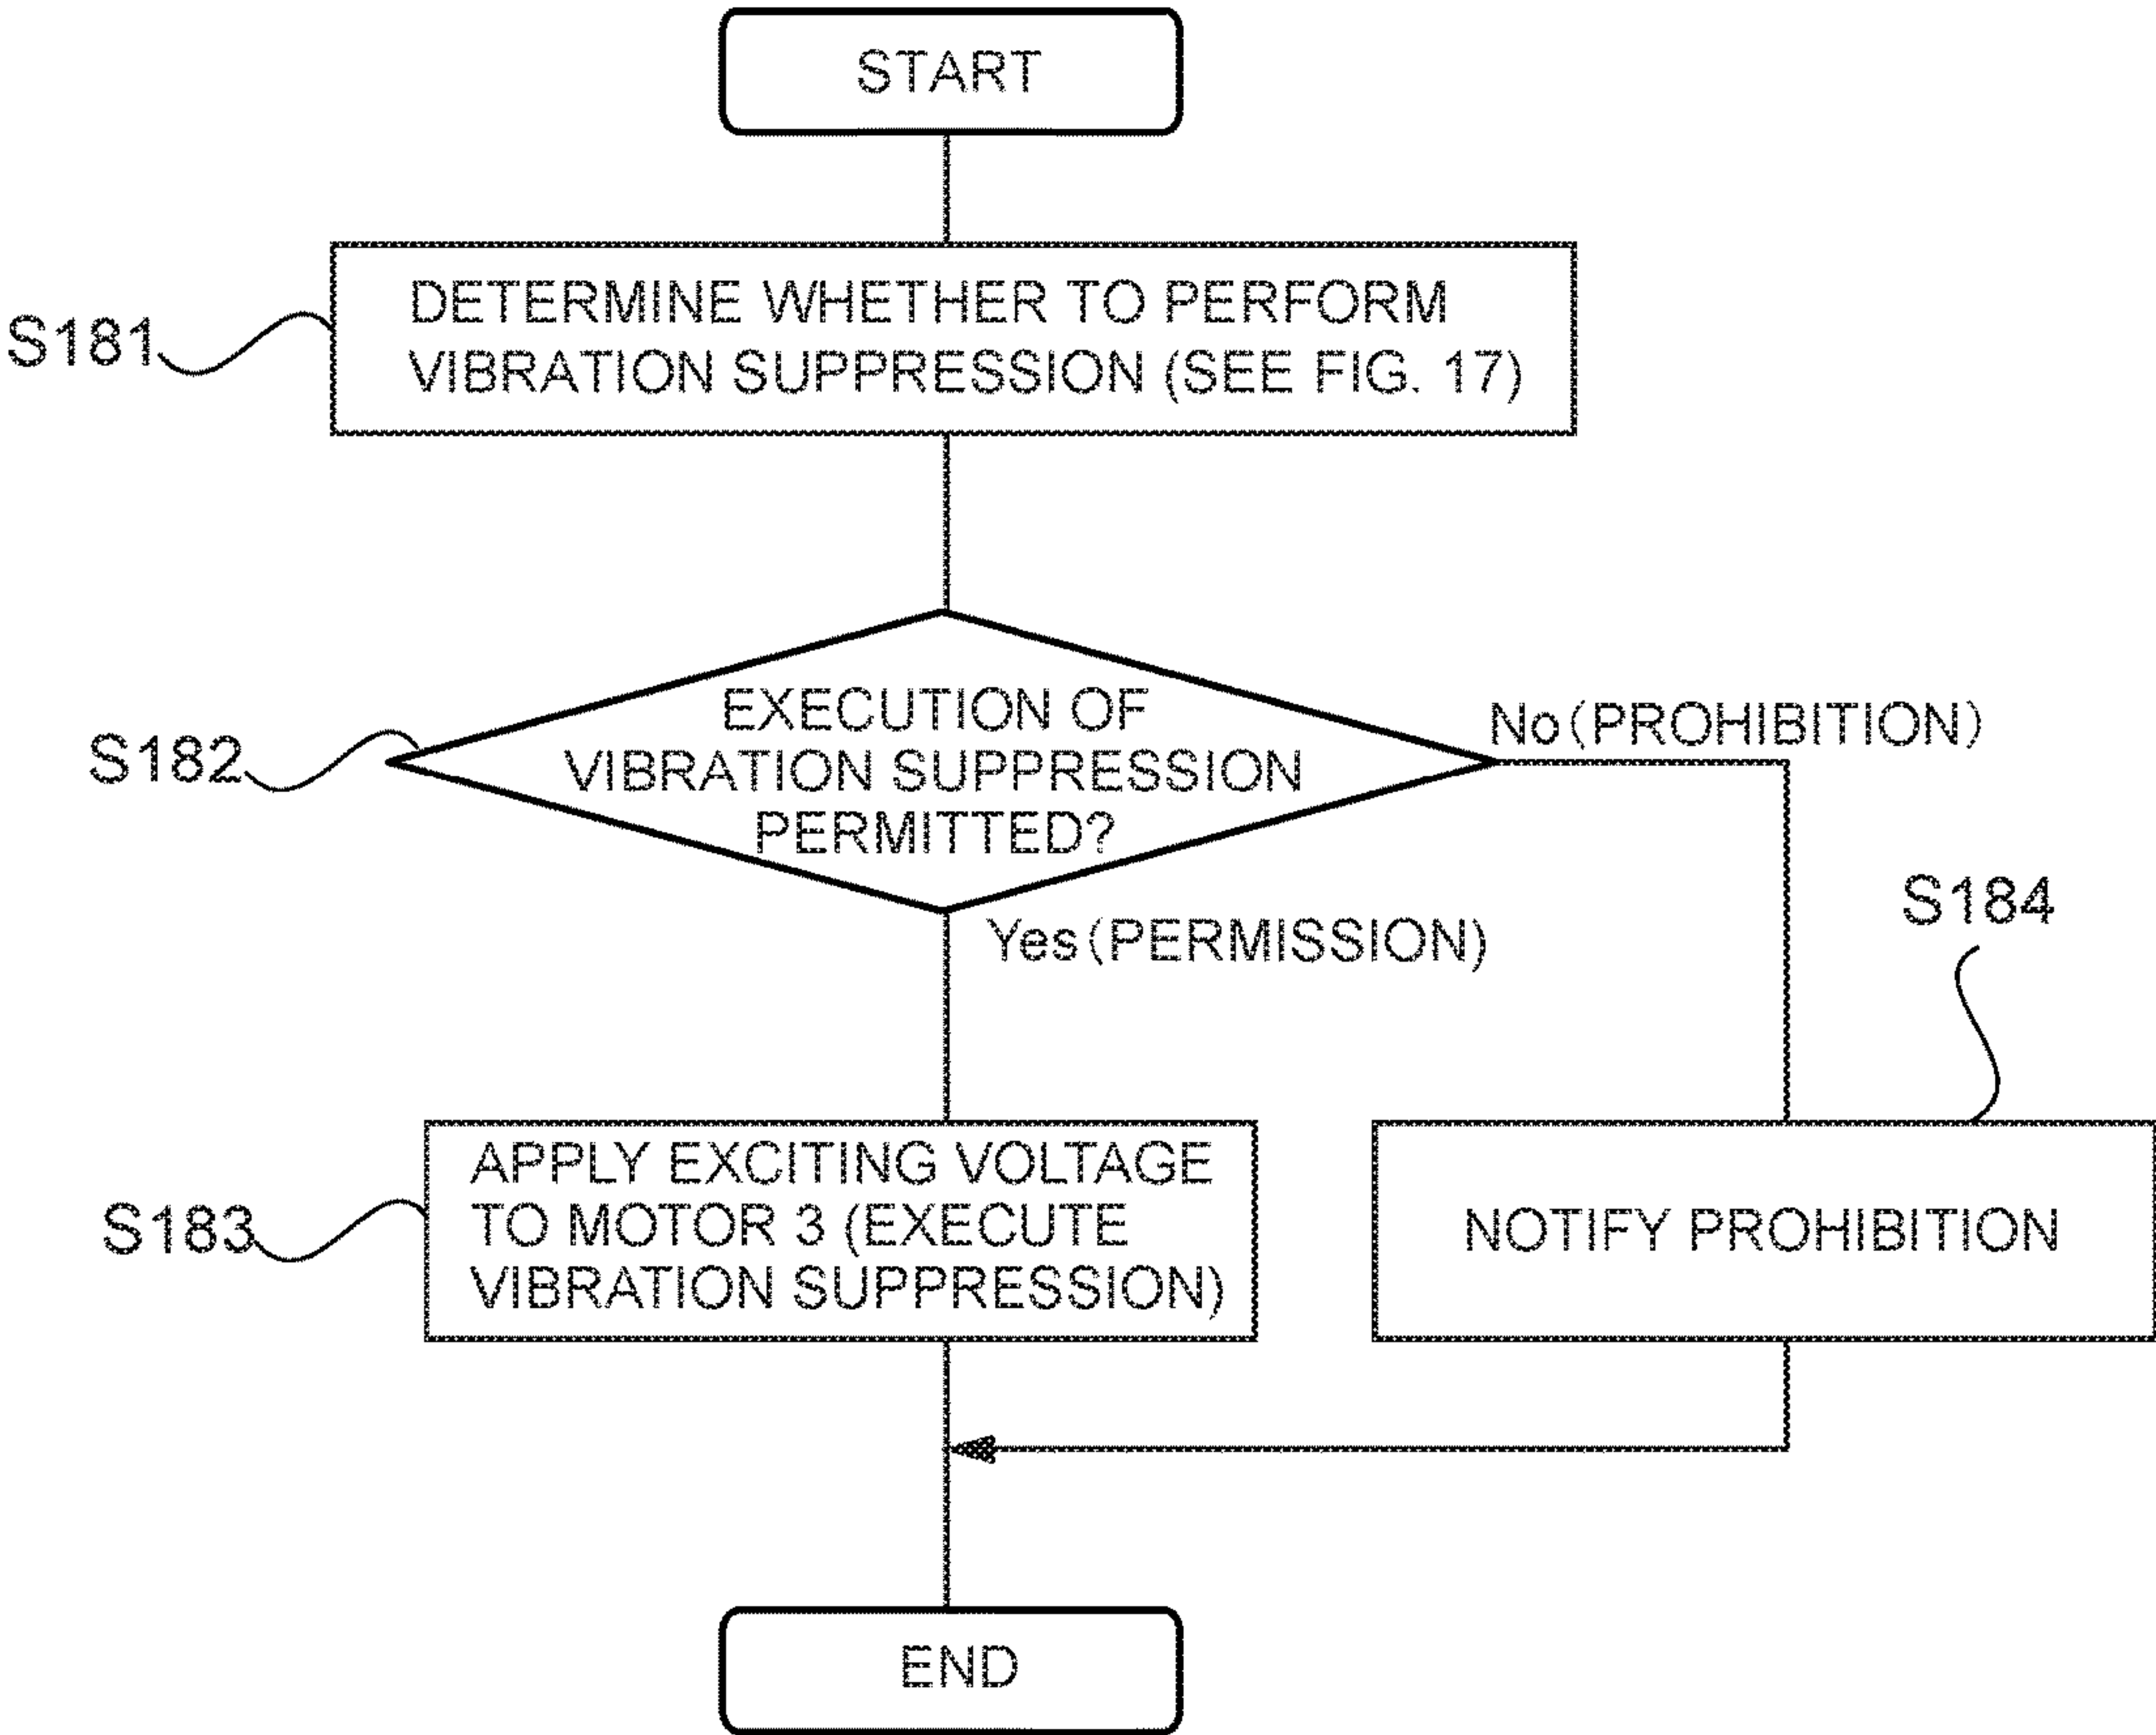 START
S181
DETERMINE WHETHER TO PERFORM
VIBRATION SUPPRESSION (SEE FIG. 17)
S182
EXECUTION OF
VIBRATION SUPPRESSION
PERMITTED?
No(PROHIBITION)
Yes(PERMISSION)
S184
S183
APPLY EXCITING VOLTAGE
TO MOTOR 3 (EXECUTE
VIBRATION SUPPRESSION)
NOTIFY PROHIBITION
END